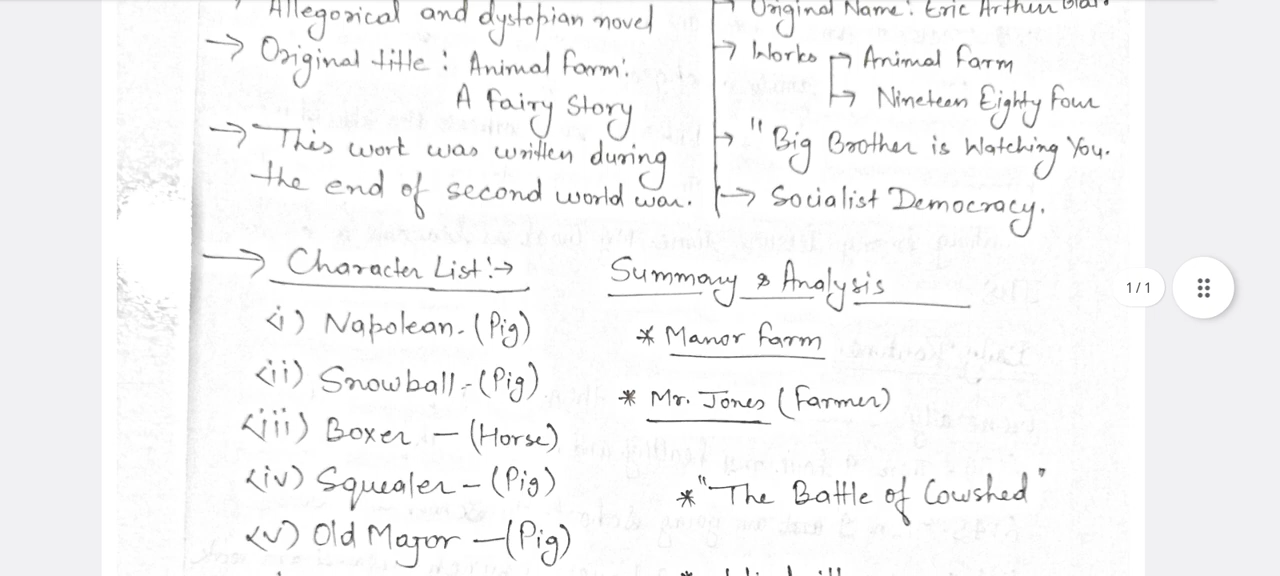 Allegorical and dystopian novel
→ Original title : Animal Farm:
A Fairy Story
→ This work was written during
the end of second world war.
→ Original Name : Eric Arthur Blair
→ Works → Animal Farm
→ Nineteen Eighty Four
→ "Big Brother is Watching You.
→ Socialist Democracy.
→ Character List :→
(i) Napolean - (Pig)
(ii) Snowball - (Pig)
(iii) Boxer - (Horse)
(iv) Squealer - (Pig)
(v) Old Major - (Pig)
Summary & Analysis
* Manor Farm
* Mr. Jones (Farmer)
* "The Battle of Cowshed"
1/1